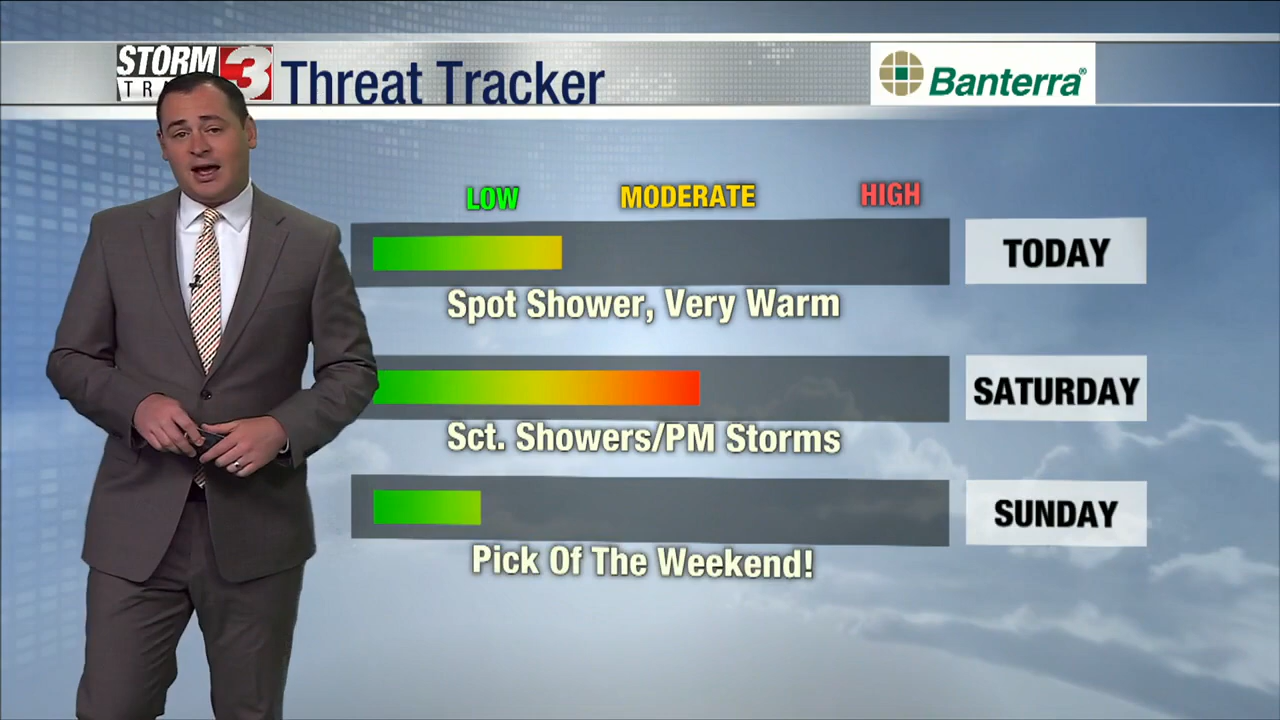 STORM 3
TR
Threat Tracker
Banterra®
LOW MODERATE HIGH
TODAY
Spot Shower, Very Warm
SATURDAY
Sct. Showers/PM Storms
SUNDAY
Pick Of The Weekend!